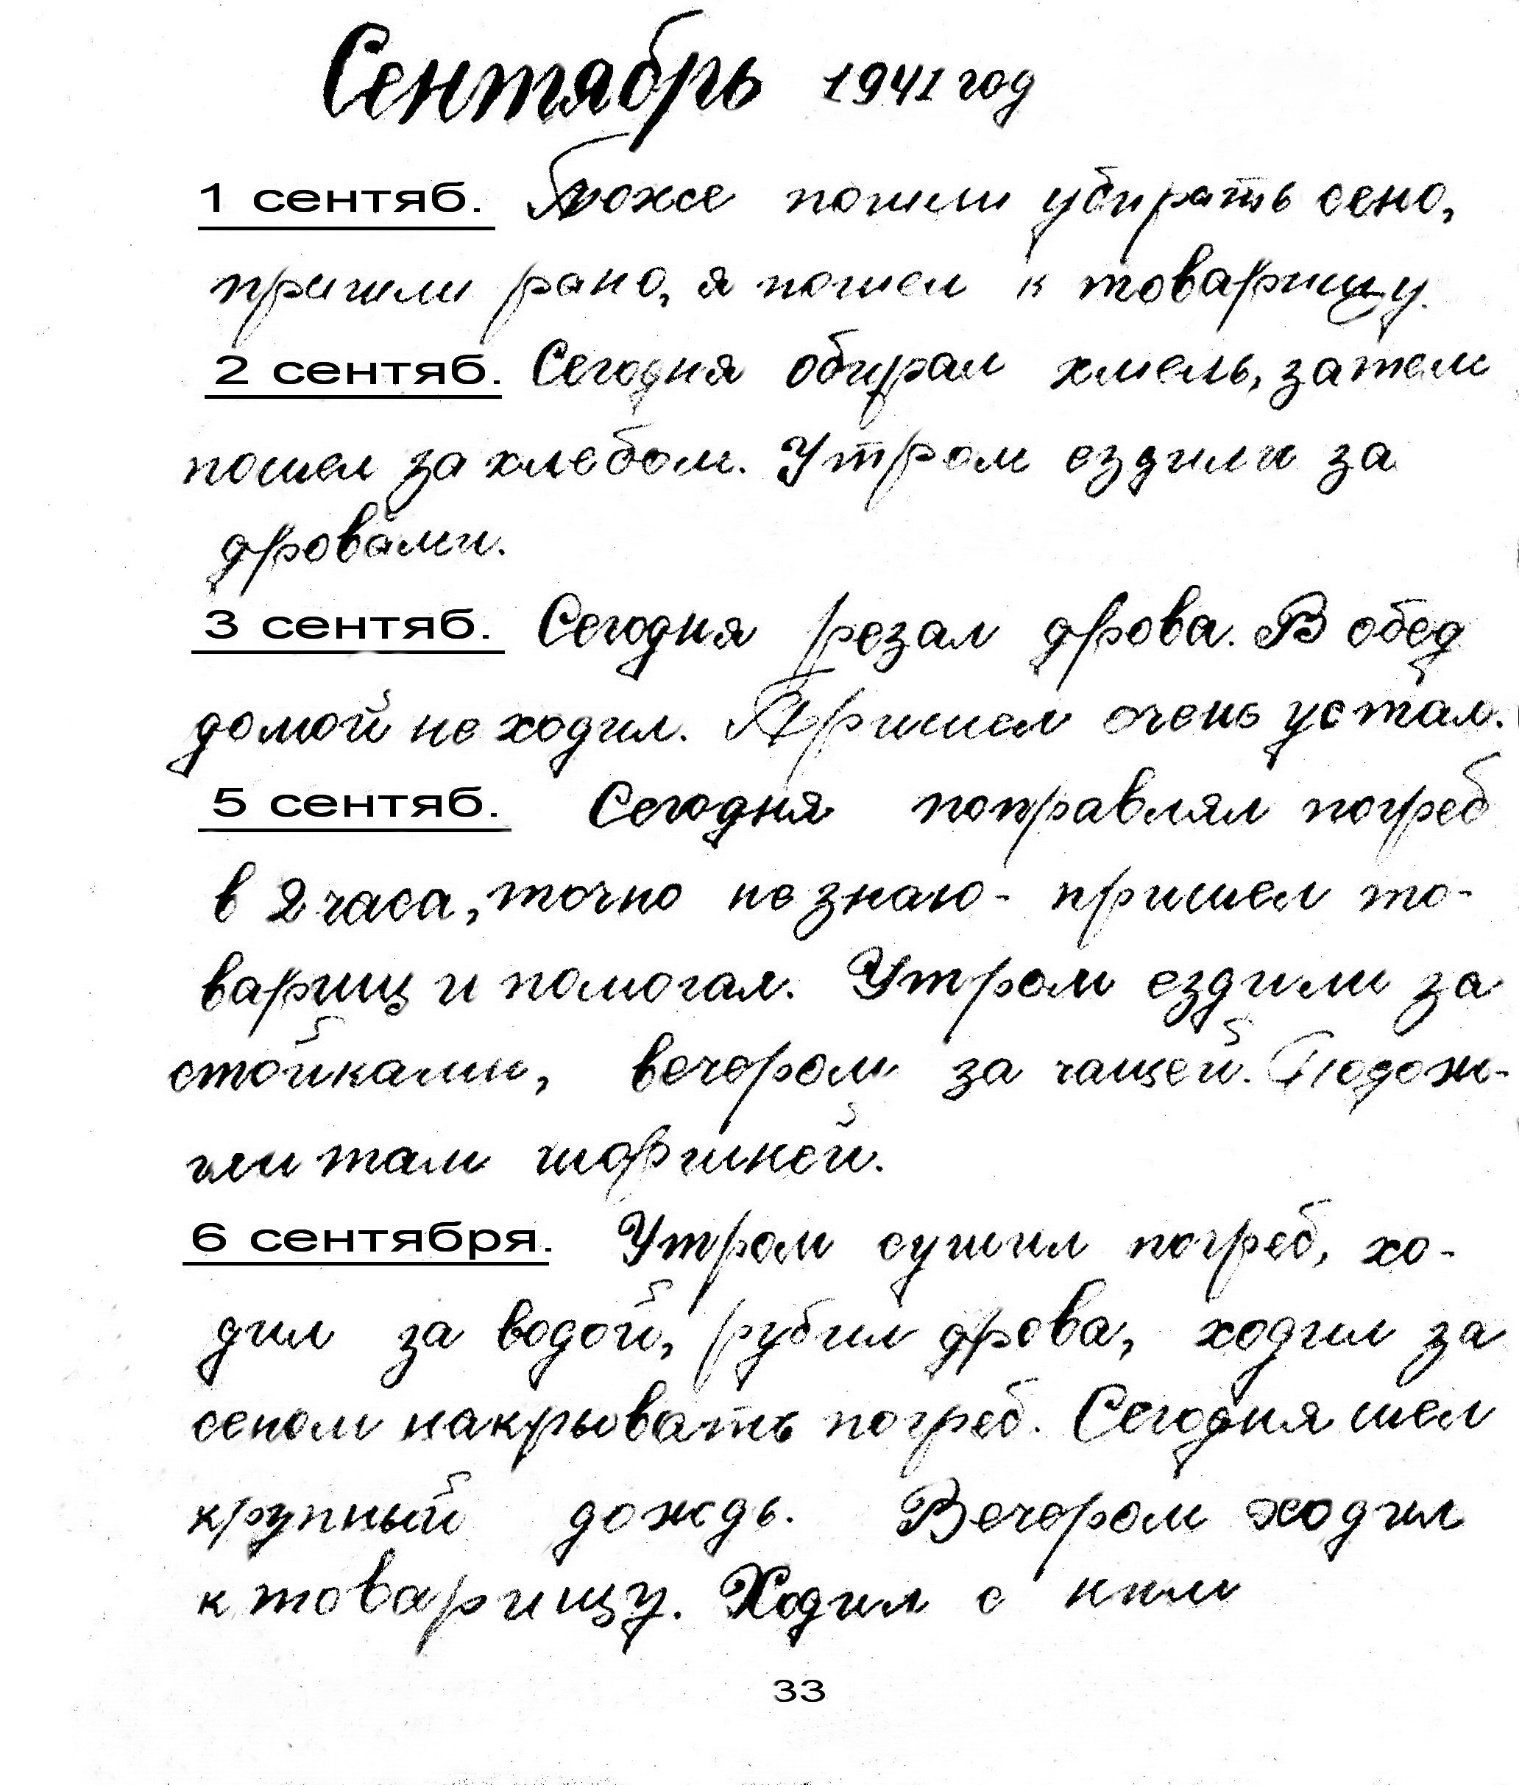 Сентябрь 1941 год
1 сентяб. Тоже пошли убирать сено,
пришли рано, я пошел к товарищу.
2 сентяб. Сегодня обирал хмель, затем
пошел за хлебом. Утром ездили за
дровами.
3 сентяб. Сегодня резал дрова. В обед
домой не ходил. Пришел очень устал.
5 сентяб. Сегодня поправлял погреб
в 2 часа, точно не знаю - пришел то-
варищ и помогал. Утром ездили за
стойками, вечером за чащей. Подож-
гли там шоршкей.
6 сентября. Утром сушил погреб, хо-
дил за водой, рубил дрова, ходил за
сеном накрывать погреб. Сегодня шел
крупный дождь. Вечером ходил
к товарищу. Ходил с ним
33